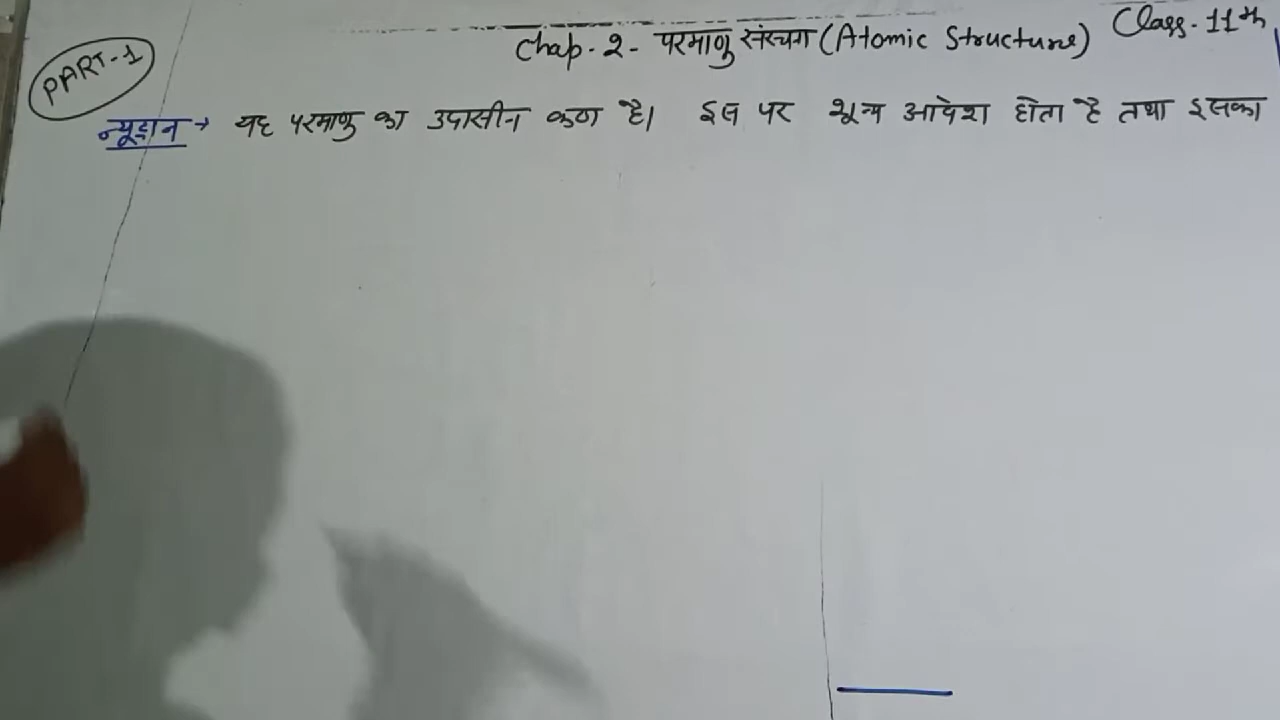 Chap. 2 - परमाणु संरचना (Atomic Structure) Class - 11th
PART-1
न्यूट्रान → यह परमाणु का उदासीन कण है। इस पर शून्य आवेश होता है तथा इसका